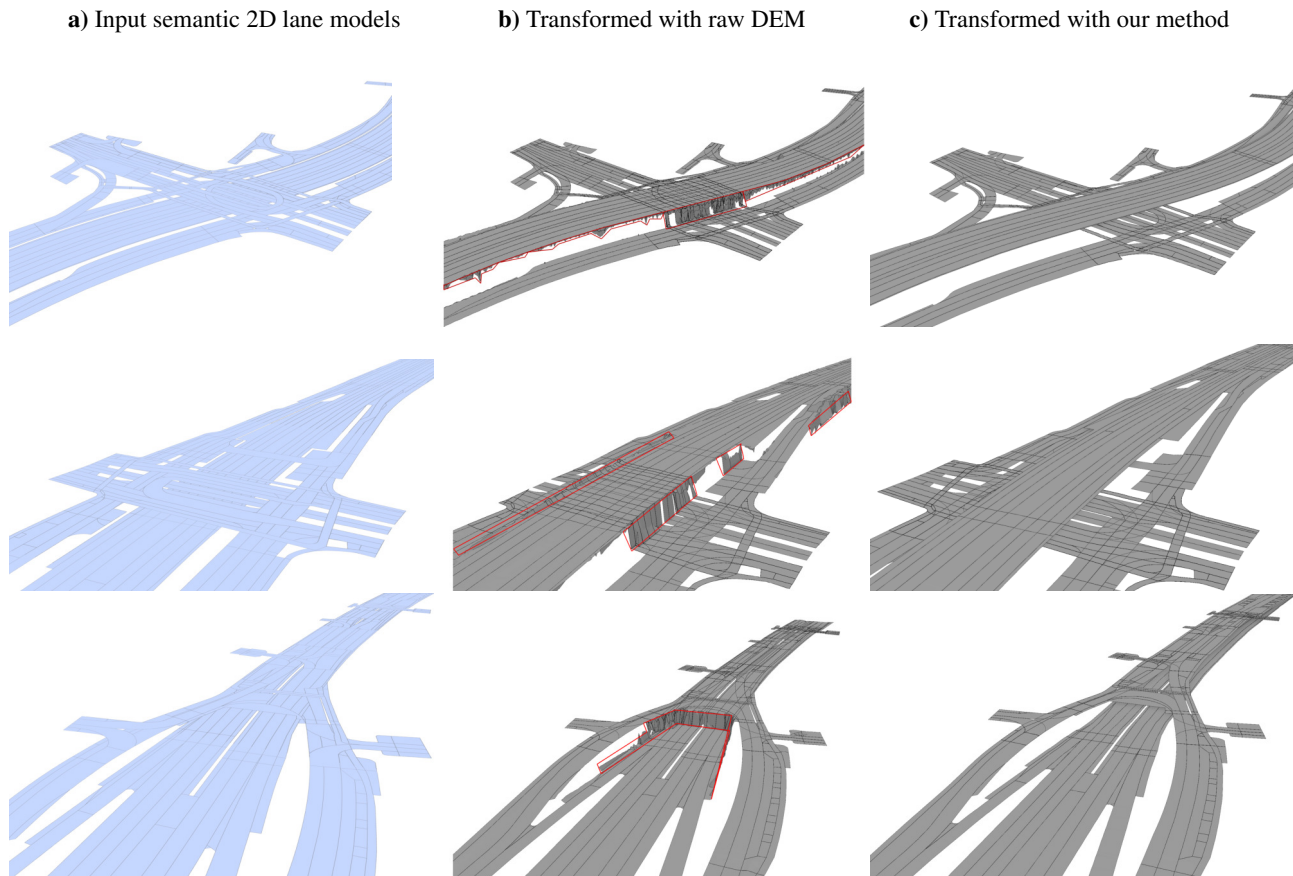 a) Input semantic 2D lane models
b) Transformed with raw DEM
c) Transformed with our method